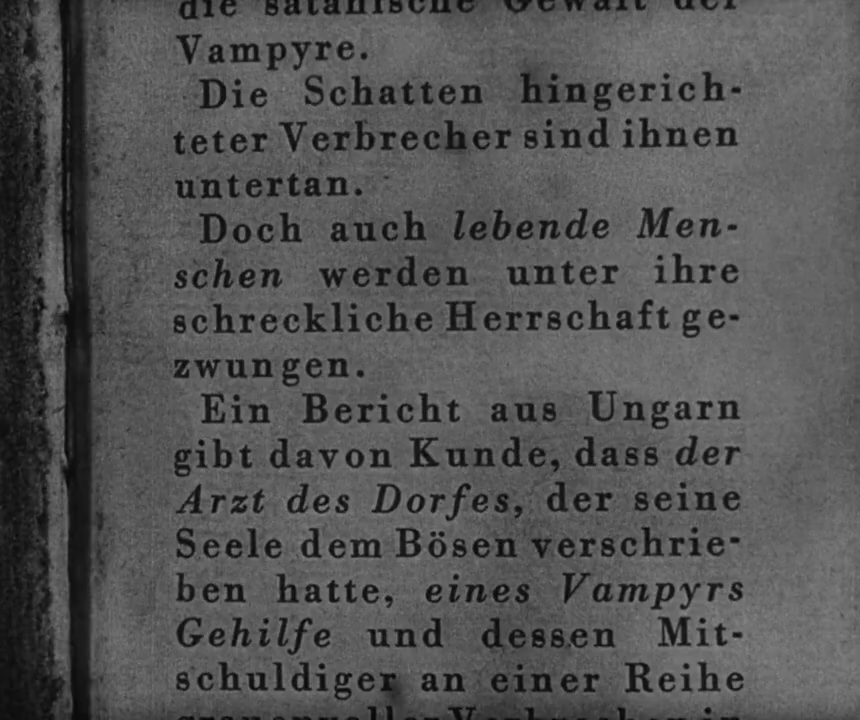 die satanische Gewalt der
Vampyre.
Die Schatten hingerich-
teter Verbrecher sind ihnen
untertan.
Doch auch lebende Men-
schen werden unter ihre
schreckliche Herrschaft ge-
zwungen.
Ein Bericht aus Ungarn
gibt davon Kunde, dass der
Arzt des Dorfes, der seine
Seele dem Bösen verschrie-
ben hatte, eines Vampyrs
Gehilfe und dessen Mit-
schuldiger an einer Reihe